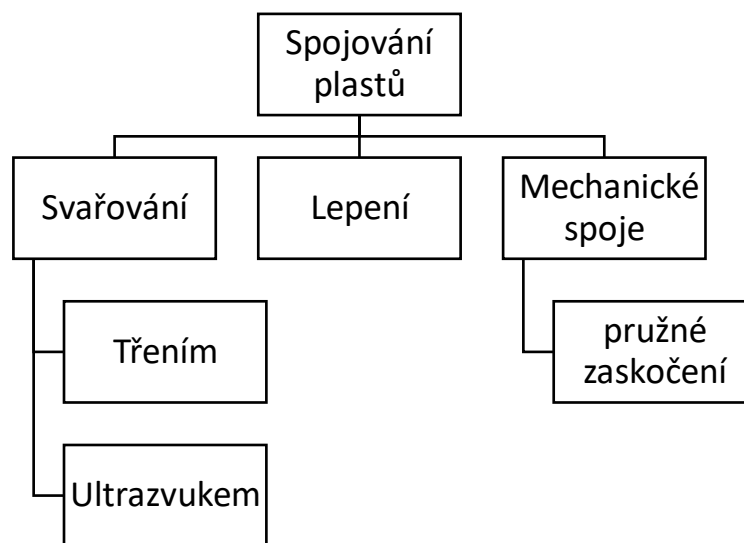 Spojování
plastů
Svařování
Lepení
Mechanické
spoje
Třením
pružné
zaskočení
Ultrazvukem